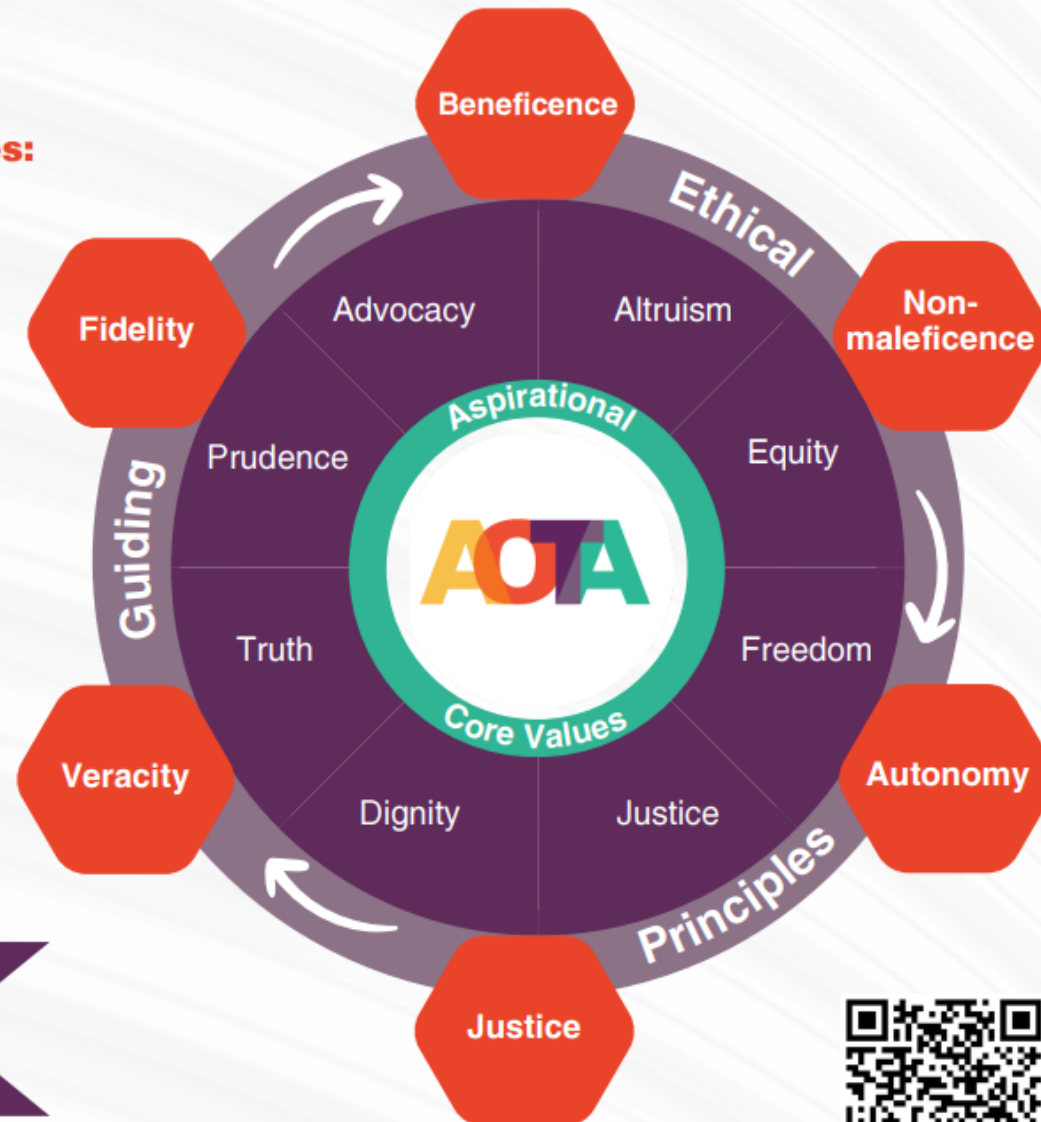 s:
Beneficence
Ethical
Non-
maleficence
Fidelity
Advocacy
Altruism
Aspirational
Prudence
Equity
Guiding
AOTA
Truth
Freedom
Core Values
Veracity
Autonomy
Dignity
Justice
Principles
Justice